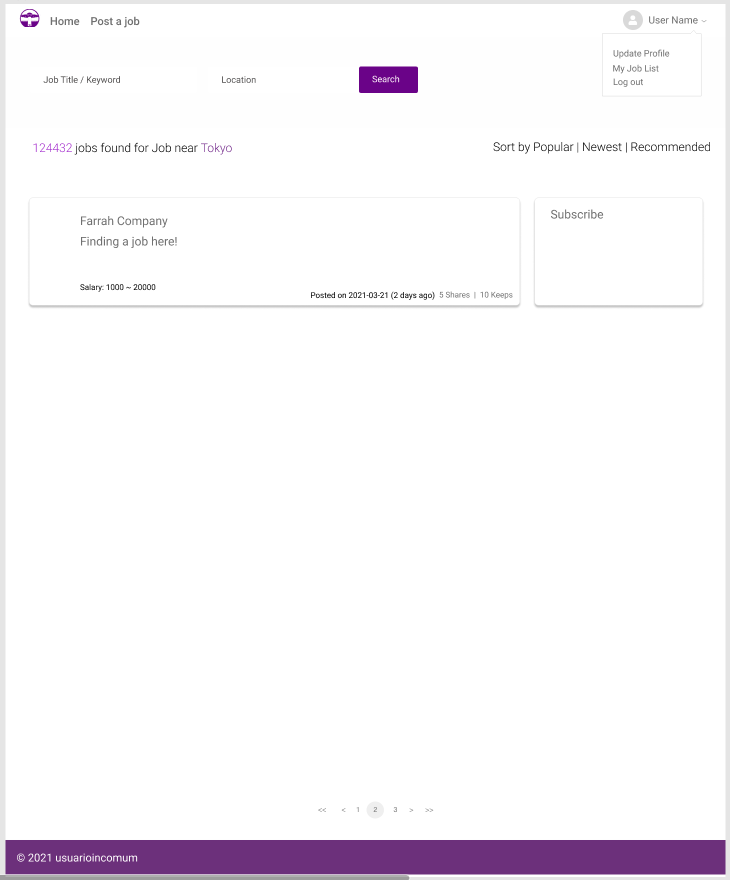 Home Post a job
User Name
Update Profile
My Job List
Log out
Job Title / Keyword Location Search
124432 jobs found for Job near Tokyo
Sort by Popular | Newest | Recommended
Farrah Company
Finding a job here!
Salary: 1000 ~ 20000
Posted on 2021-03-21 (2 days ago) 5 Shares | 10 Keeps
Subscribe
<< < 1 2 3 > >>
© 2021 usuarioincomum